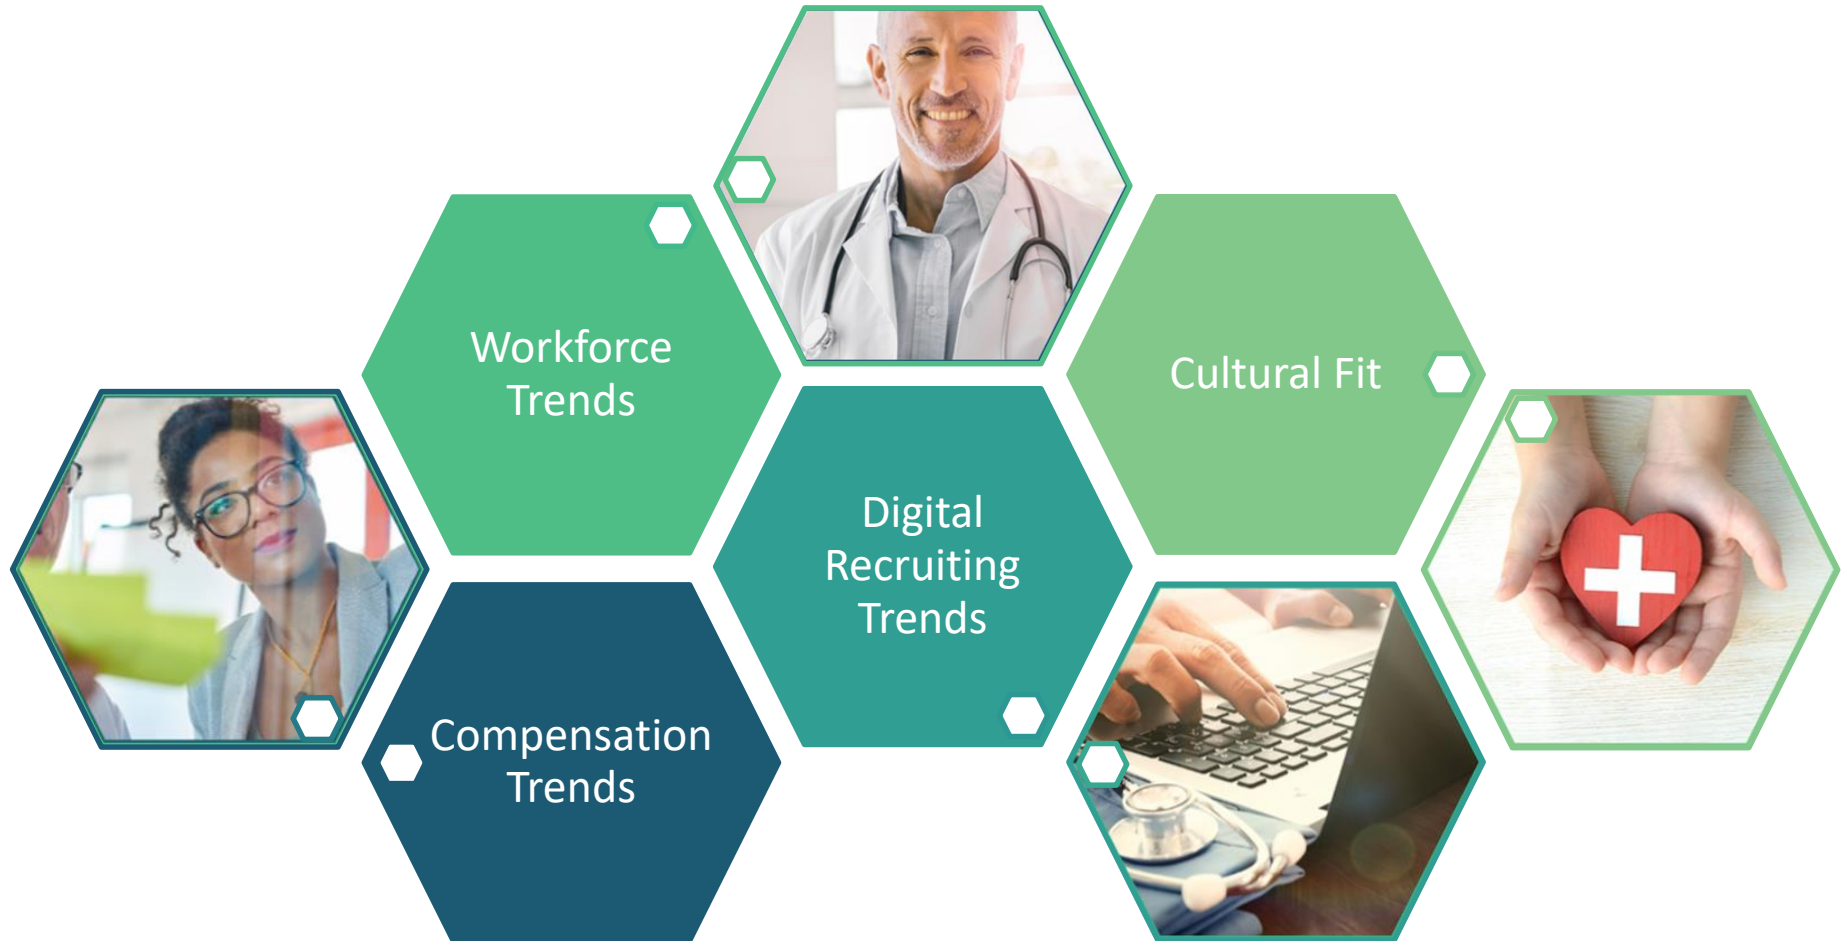 Workforce
Trends
Cultural Fit
Digital
Recruiting
Trends
Compensation
Trends